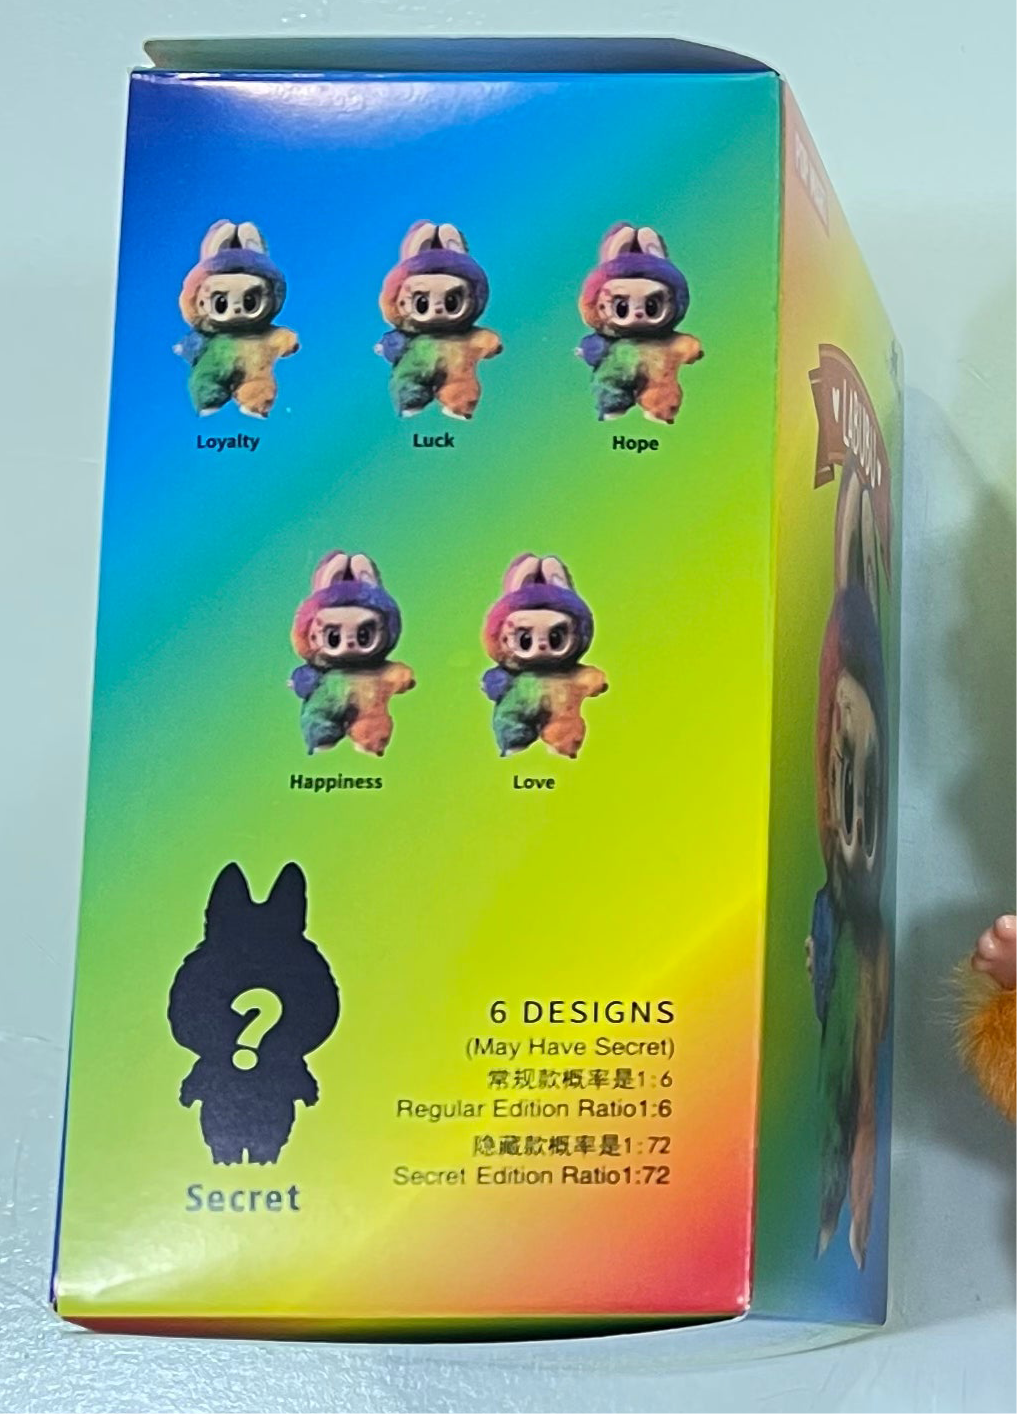 Loyalty
Luck
Hope
LABUBU
Happiness
Love
?
Secret
6 DESIGNS
(May Have Secret)
常规款概率是1:6
Regular Edition Ratio1:6
隐藏款概率是1:72
Secret Edition Ratio1:72